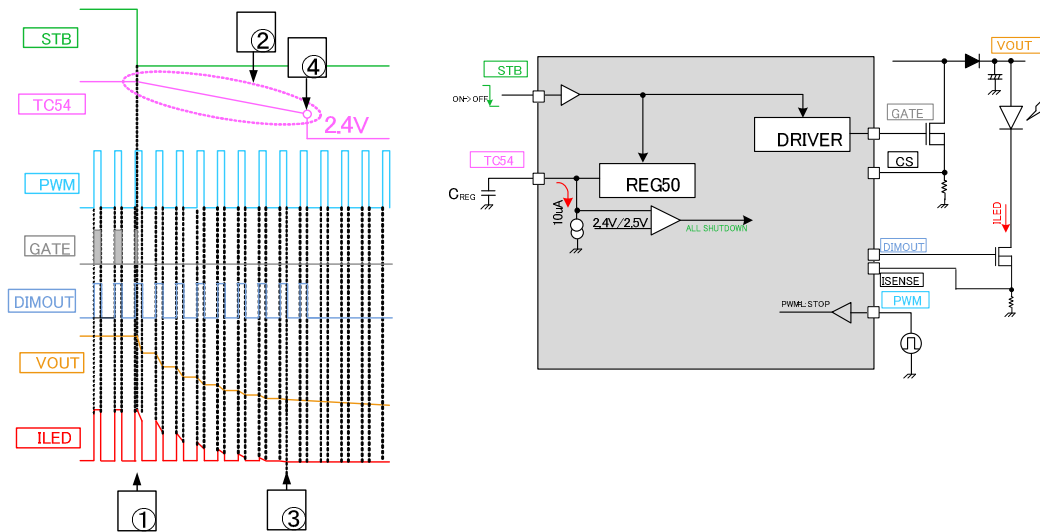 ②
④
STB
TC54
2.4V
PWM
GATE
DIMOUT
VOUT
ILED
①
③
STB
ON->OFF
TC54
CREG
10uA
REG50
2.4V/2.5V
ALL SHUTDOWN
DRIVER
VOUT
GATE
CS
ILED
DIMOUT
ISENSE
PWM
PWM=L:STOP